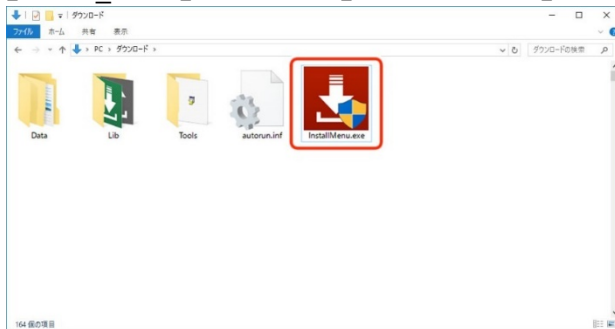 ダウンロード
ファイル ホーム 共有 表示
PC › ダウンロード ›
ダウンロードの検索
Data
Lib
Tools
autorun.inf
InstallMenu.exe
164 個の項目